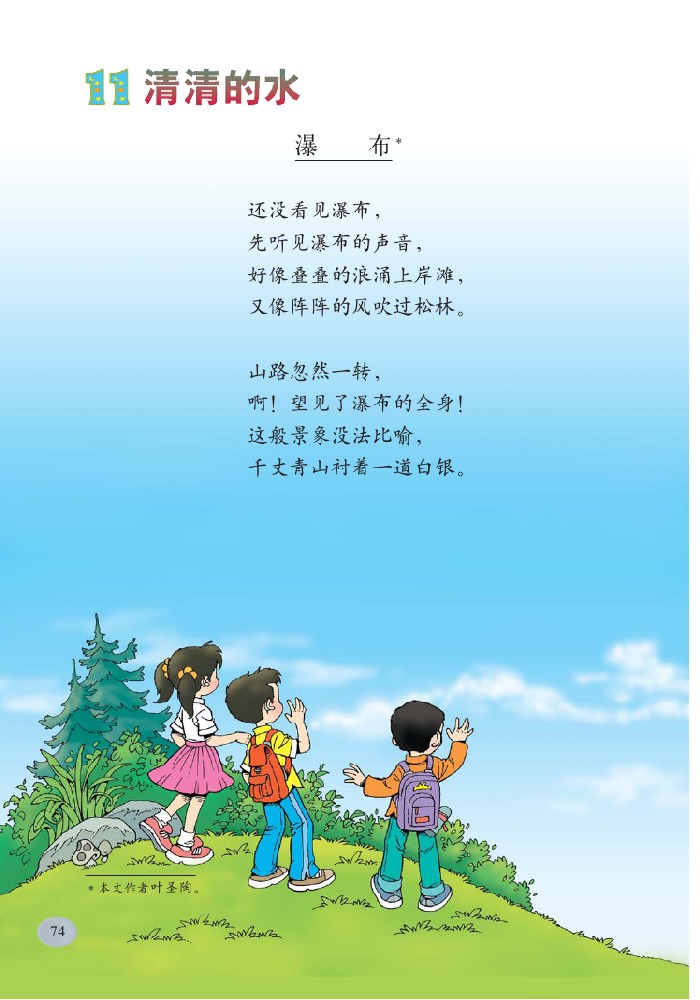 11 清清的水
瀑 布*
还没看见瀑布，
先听见瀑布的声音，
好像叠叠的浪涌上岸滩，
又像阵阵的风吹过松林。
山路忽然一转，
啊！望见了瀑布的全身！
这般景象没法比喻，
千丈青山衬着一道白银。
* 本文作者叶圣陶。
74